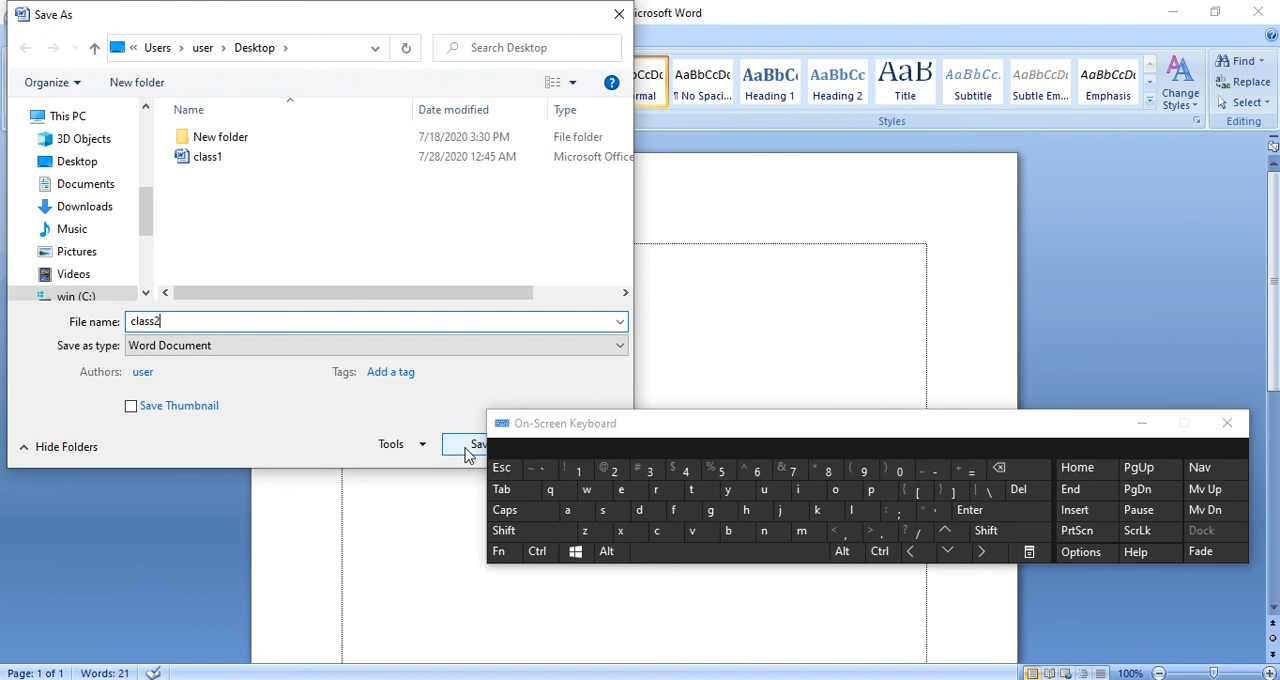 Save As
icrosoft Word
« Users › user › Desktop ›
Search Desktop
Organize
New folder
This PC
3D Objects
Desktop
Documents
Downloads
Music
Pictures
Videos
win (C:)
Name Date modified Type
New folder 7/18/2020 3:30 PM File folder
class1 7/28/2020 12:45 AM Microsoft Office
File name: class2
Save as type: Word Document
Authors: user Tags: Add a tag
Save Thumbnail
Hide Folders
Tools
Sav
AaBbCcDc AaBbC AaBbCc AaB AaBbCc. AaBbCcDc AaBbCcDc
rmal ¶ No Spaci... Heading 1 Heading 2 Title Subtitle Subtle Em... Emphasis
Change Styles
Styles
Find
Replace
Select
Editing
On-Screen Keyboard
Esc ~ ` ! 1 @ 2 # 3 $ 4 % 5 ^ 6 & 7 * 8 ( 9 ) 0 _ - + = Home PgUp Nav
Tab q w e r t y u i o p { [ } ] | \ Del End PgDn Mv Up
Caps a s d f g h j k l : ; " ' Enter Insert Pause Mv Dn
Shift z x c v b n m < , > . ? / Shift PrtScn ScrLk Dock
Fn Ctrl Alt Alt Ctrl Options Help Fade
Page: 1 of 1 Words: 21
100%